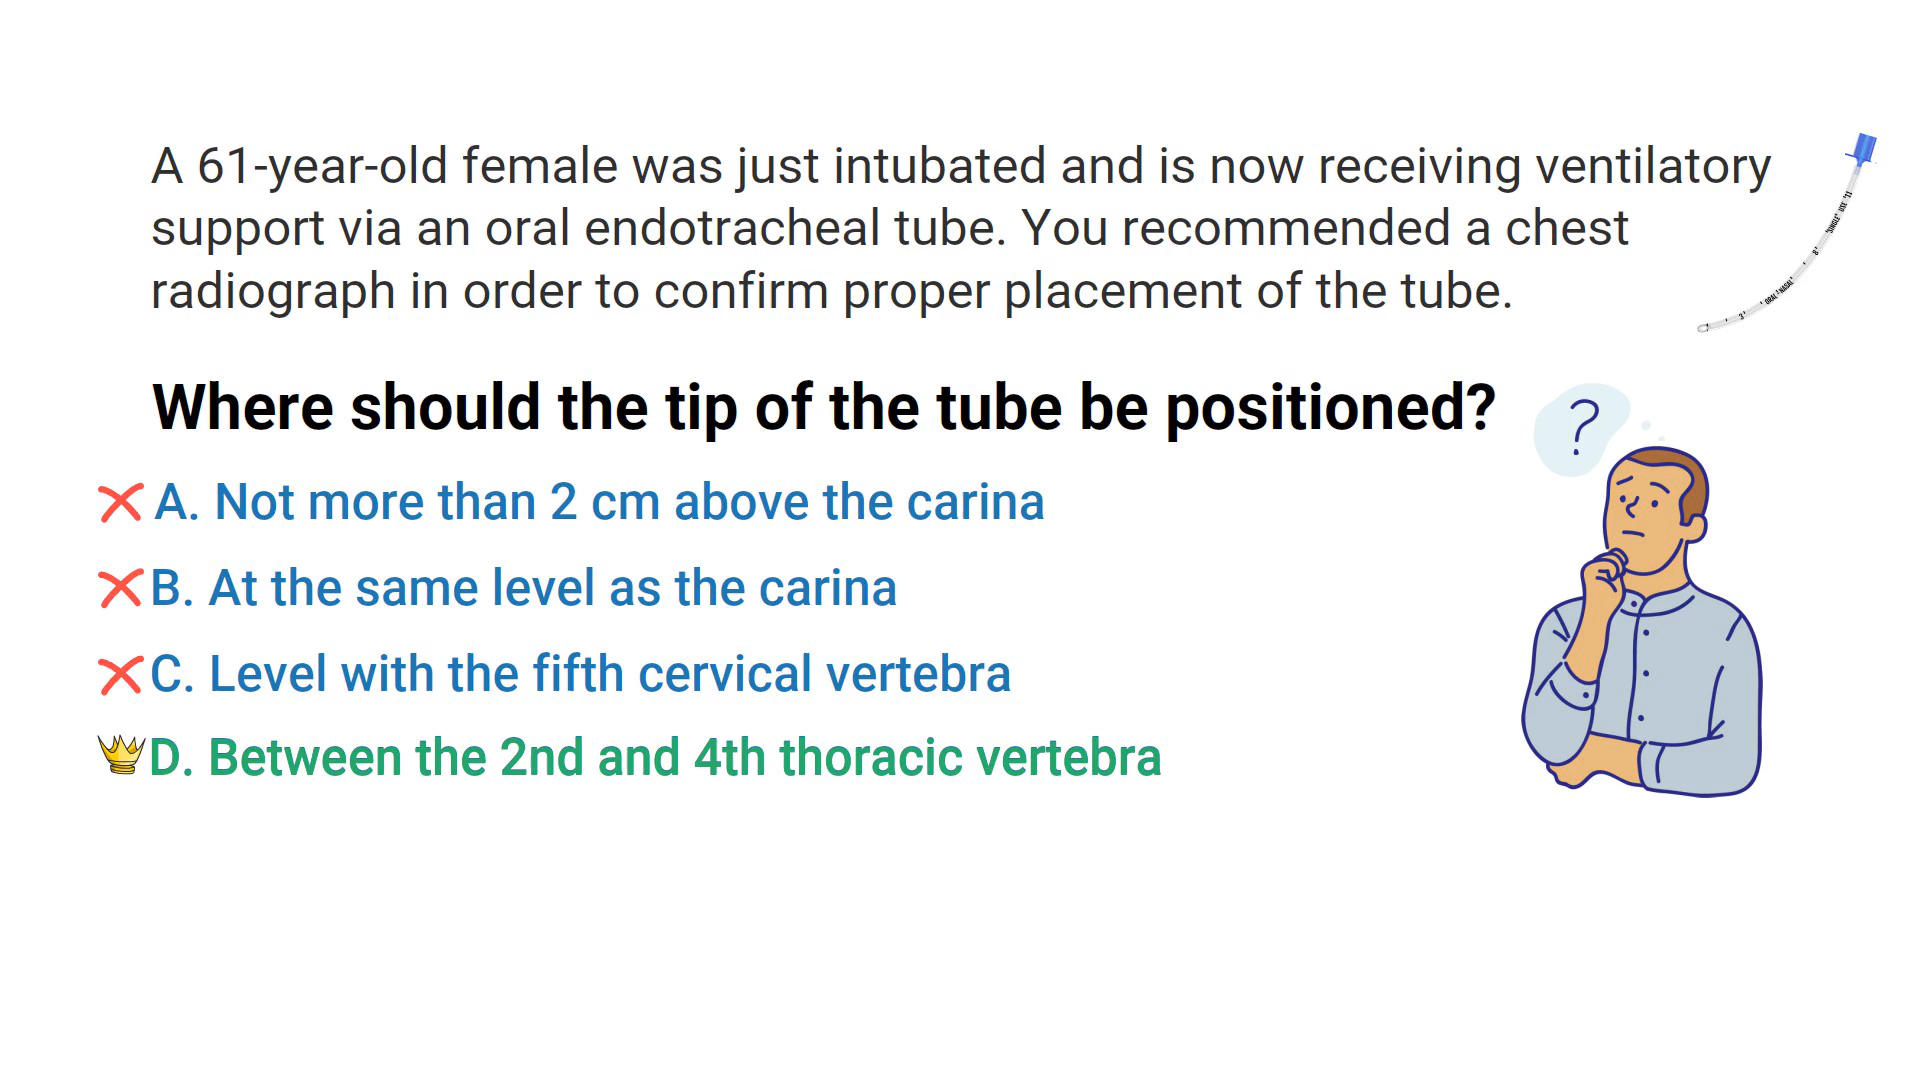 A 61-year-old female was just intubated and is now receiving ventilatory
support via an oral endotracheal tube. You recommended a chest
radiograph in order to confirm proper placement of the tube.
Where should the tip of the tube be positioned?
?
A. Not more than 2 cm above the carina
B. At the same level as the carina
C. Level with the fifth cervical vertebra
D. Between the 2nd and 4th thoracic vertebra